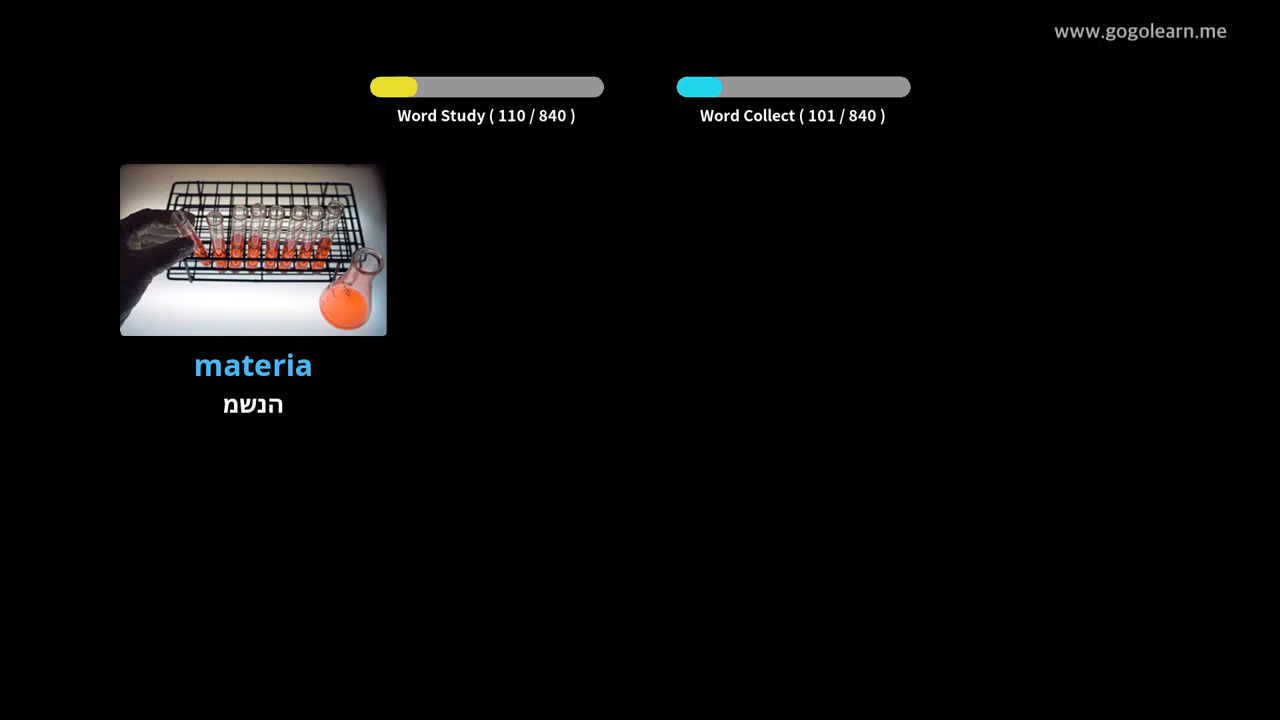 www.gogolearn.me
Word Study ( 110 / 840 )
Word Collect ( 101 / 840 )
materia
הנשמ